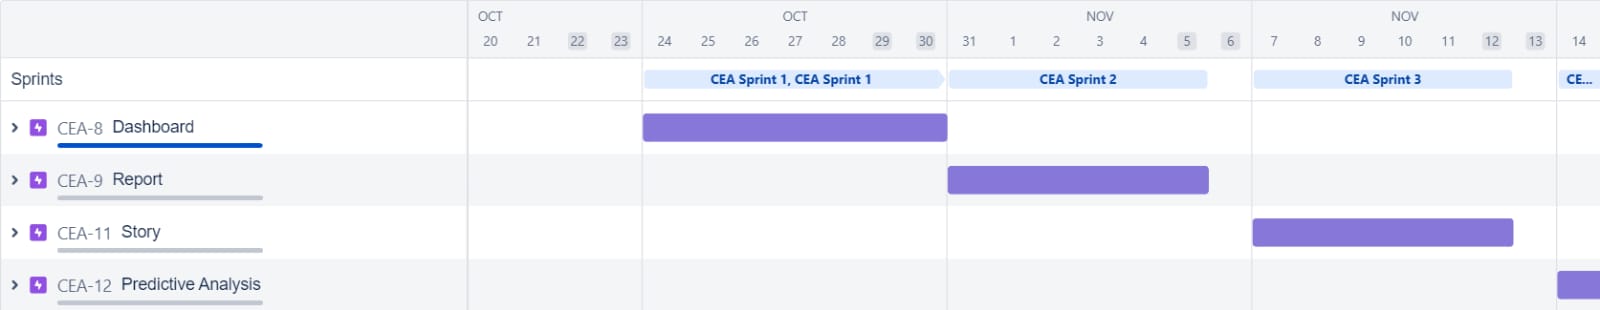 OCT OCT NOV NOV
20 21 22 23 24 25 26 27 28 29 30 31 1 2 3 4 5 6 7 8 9 10 11 12 13 14
Sprints CEA Sprint 1, CEA Sprint 1 CEA Sprint 2 CEA Sprint 3 CE...
CEA-8 Dashboard
CEA-9 Report
CEA-11 Story
CEA-12 Predictive Analysis